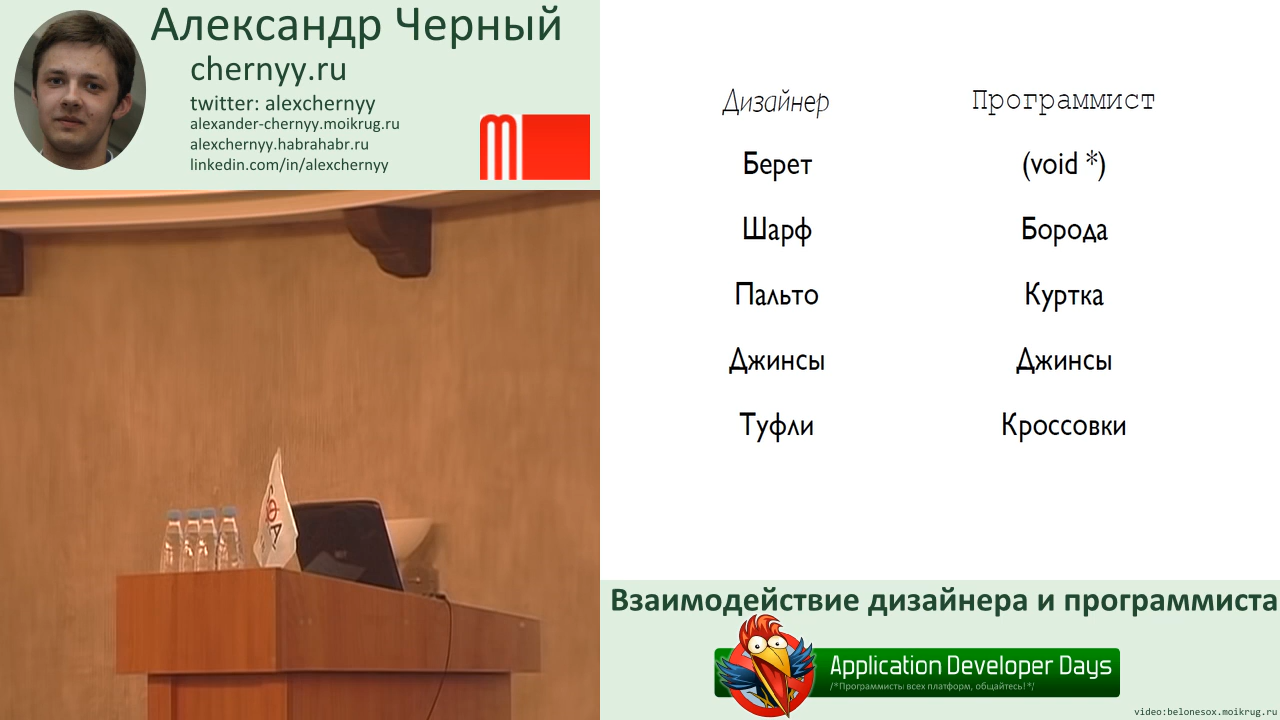 Александр Черный
chernyy.ru
twitter: alexchernyy
alexander-chernyy.moikrug.ru
alexchernyy.habrahabr.ru
linkedin.com/in/alexchernyy
Дизайнер Программист
Берет (void *)
Шарф Борода
Пальто Куртка
Джинсы Джинсы
Туфли Кроссовки
Взаимодействие дизайнера и программиста
Application Developer Days
/*Программисты всех платформ, общайтесь!*/
video:belonesox.moikrug.ru